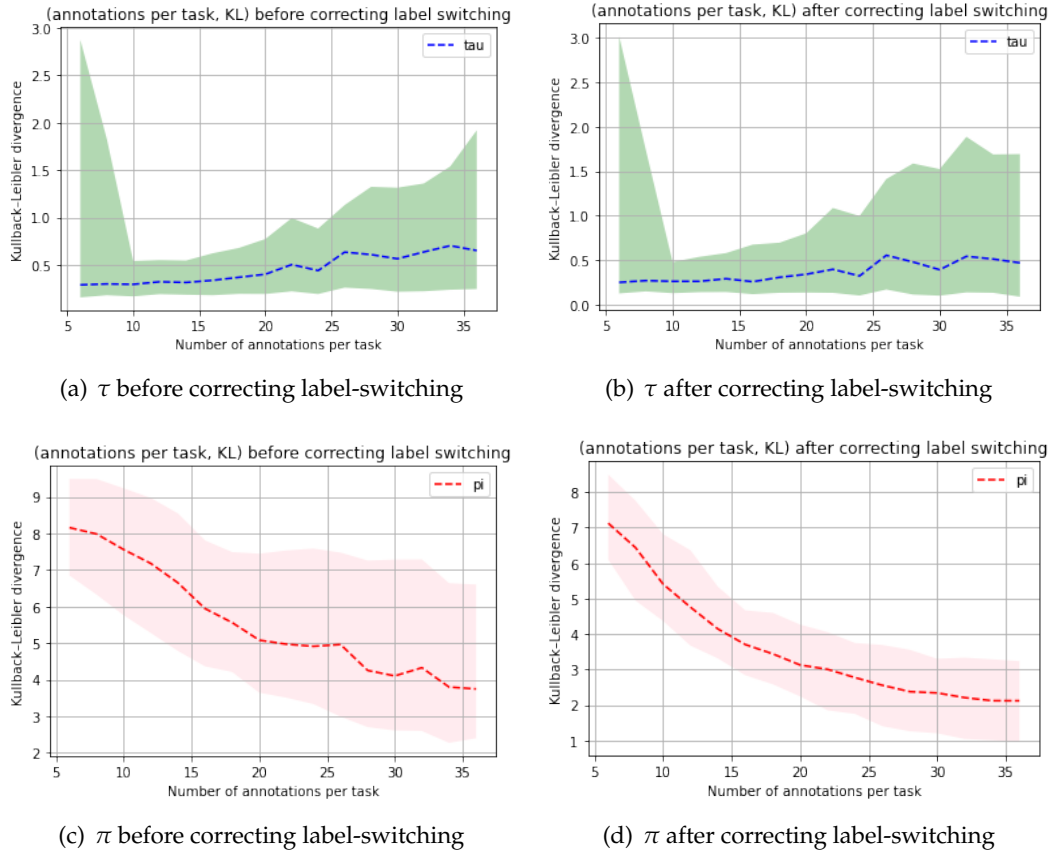 (annotations per task, KL) before correcting label switching
3.0
2.5
2.0
1.5
1.0
0.5
Kullback–Leibler divergence
tau
5 10 15 20 25 30 35
Number of annotations per task
(a) τ before correcting label-switching
(annotations per task, KL) after correcting label switching
3.0
2.5
2.0
1.5
1.0
0.5
0.0
Kullback–Leibler divergence
tau
5 10 15 20 25 30 35
Number of annotations per task
(b) τ after correcting label-switching
(annotations per task, KL) before correcting label switching
9
8
7
6
5
4
3
2
Kullback–Leibler divergence
pi
5 10 15 20 25 30 35
Number of annotations per task
(c) π before correcting label-switching
(annotations per task, KL) after correcting label switching
8
7
6
5
4
3
2
1
Kullback–Leibler divergence
pi
5 10 15 20 25 30 35
Number of annotations per task
(d) π after correcting label-switching